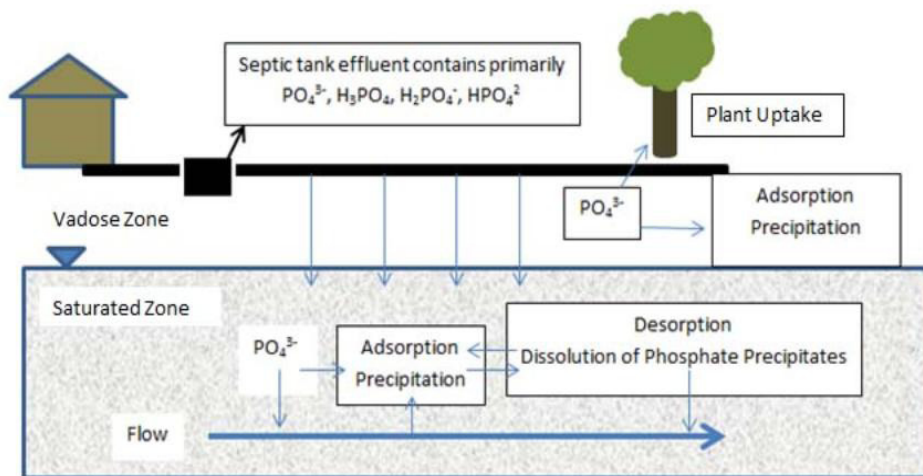 Septic tank effluent contains primarily
PO₄³⁻, H₃PO₄, H₂PO₄⁻, HPO₄²
Plant Uptake
PO₄³⁻
Adsorption
Precipitation
Vadose Zone
Saturated Zone
PO₄³⁻
Adsorption
Precipitation
Desorption
Dissolution of Phosphate Precipitates
Flow